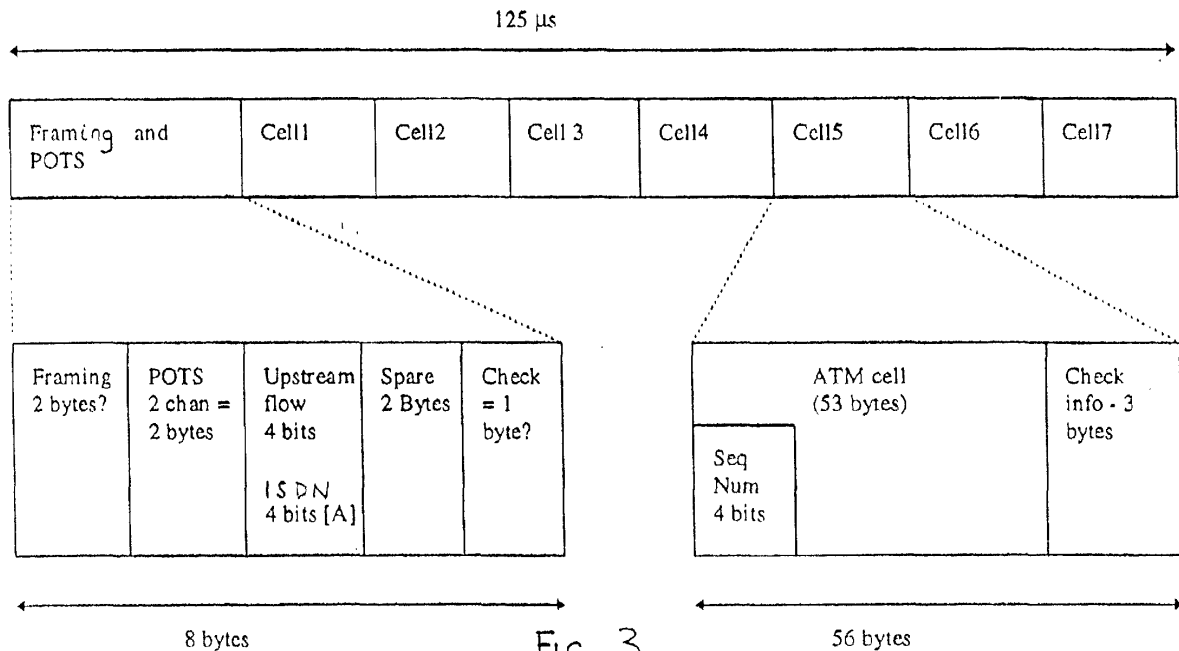 125 µs
Framing and
POTS
Cell1
Cell2
Cell 3
Cell4
Cell5
Cell6
Cell7
Framing
2 bytes?
POTS
2 chan =
2 bytes
Upstream
flow
4 bits
ISDN
4 bits [A]
Spare
2 Bytes
Check
= 1
byte?
ATM cell
(53 bytes)
Seq
Num
4 bits
Check
info - 3
bytes
8 bytes
Fig. 3
56 bytes